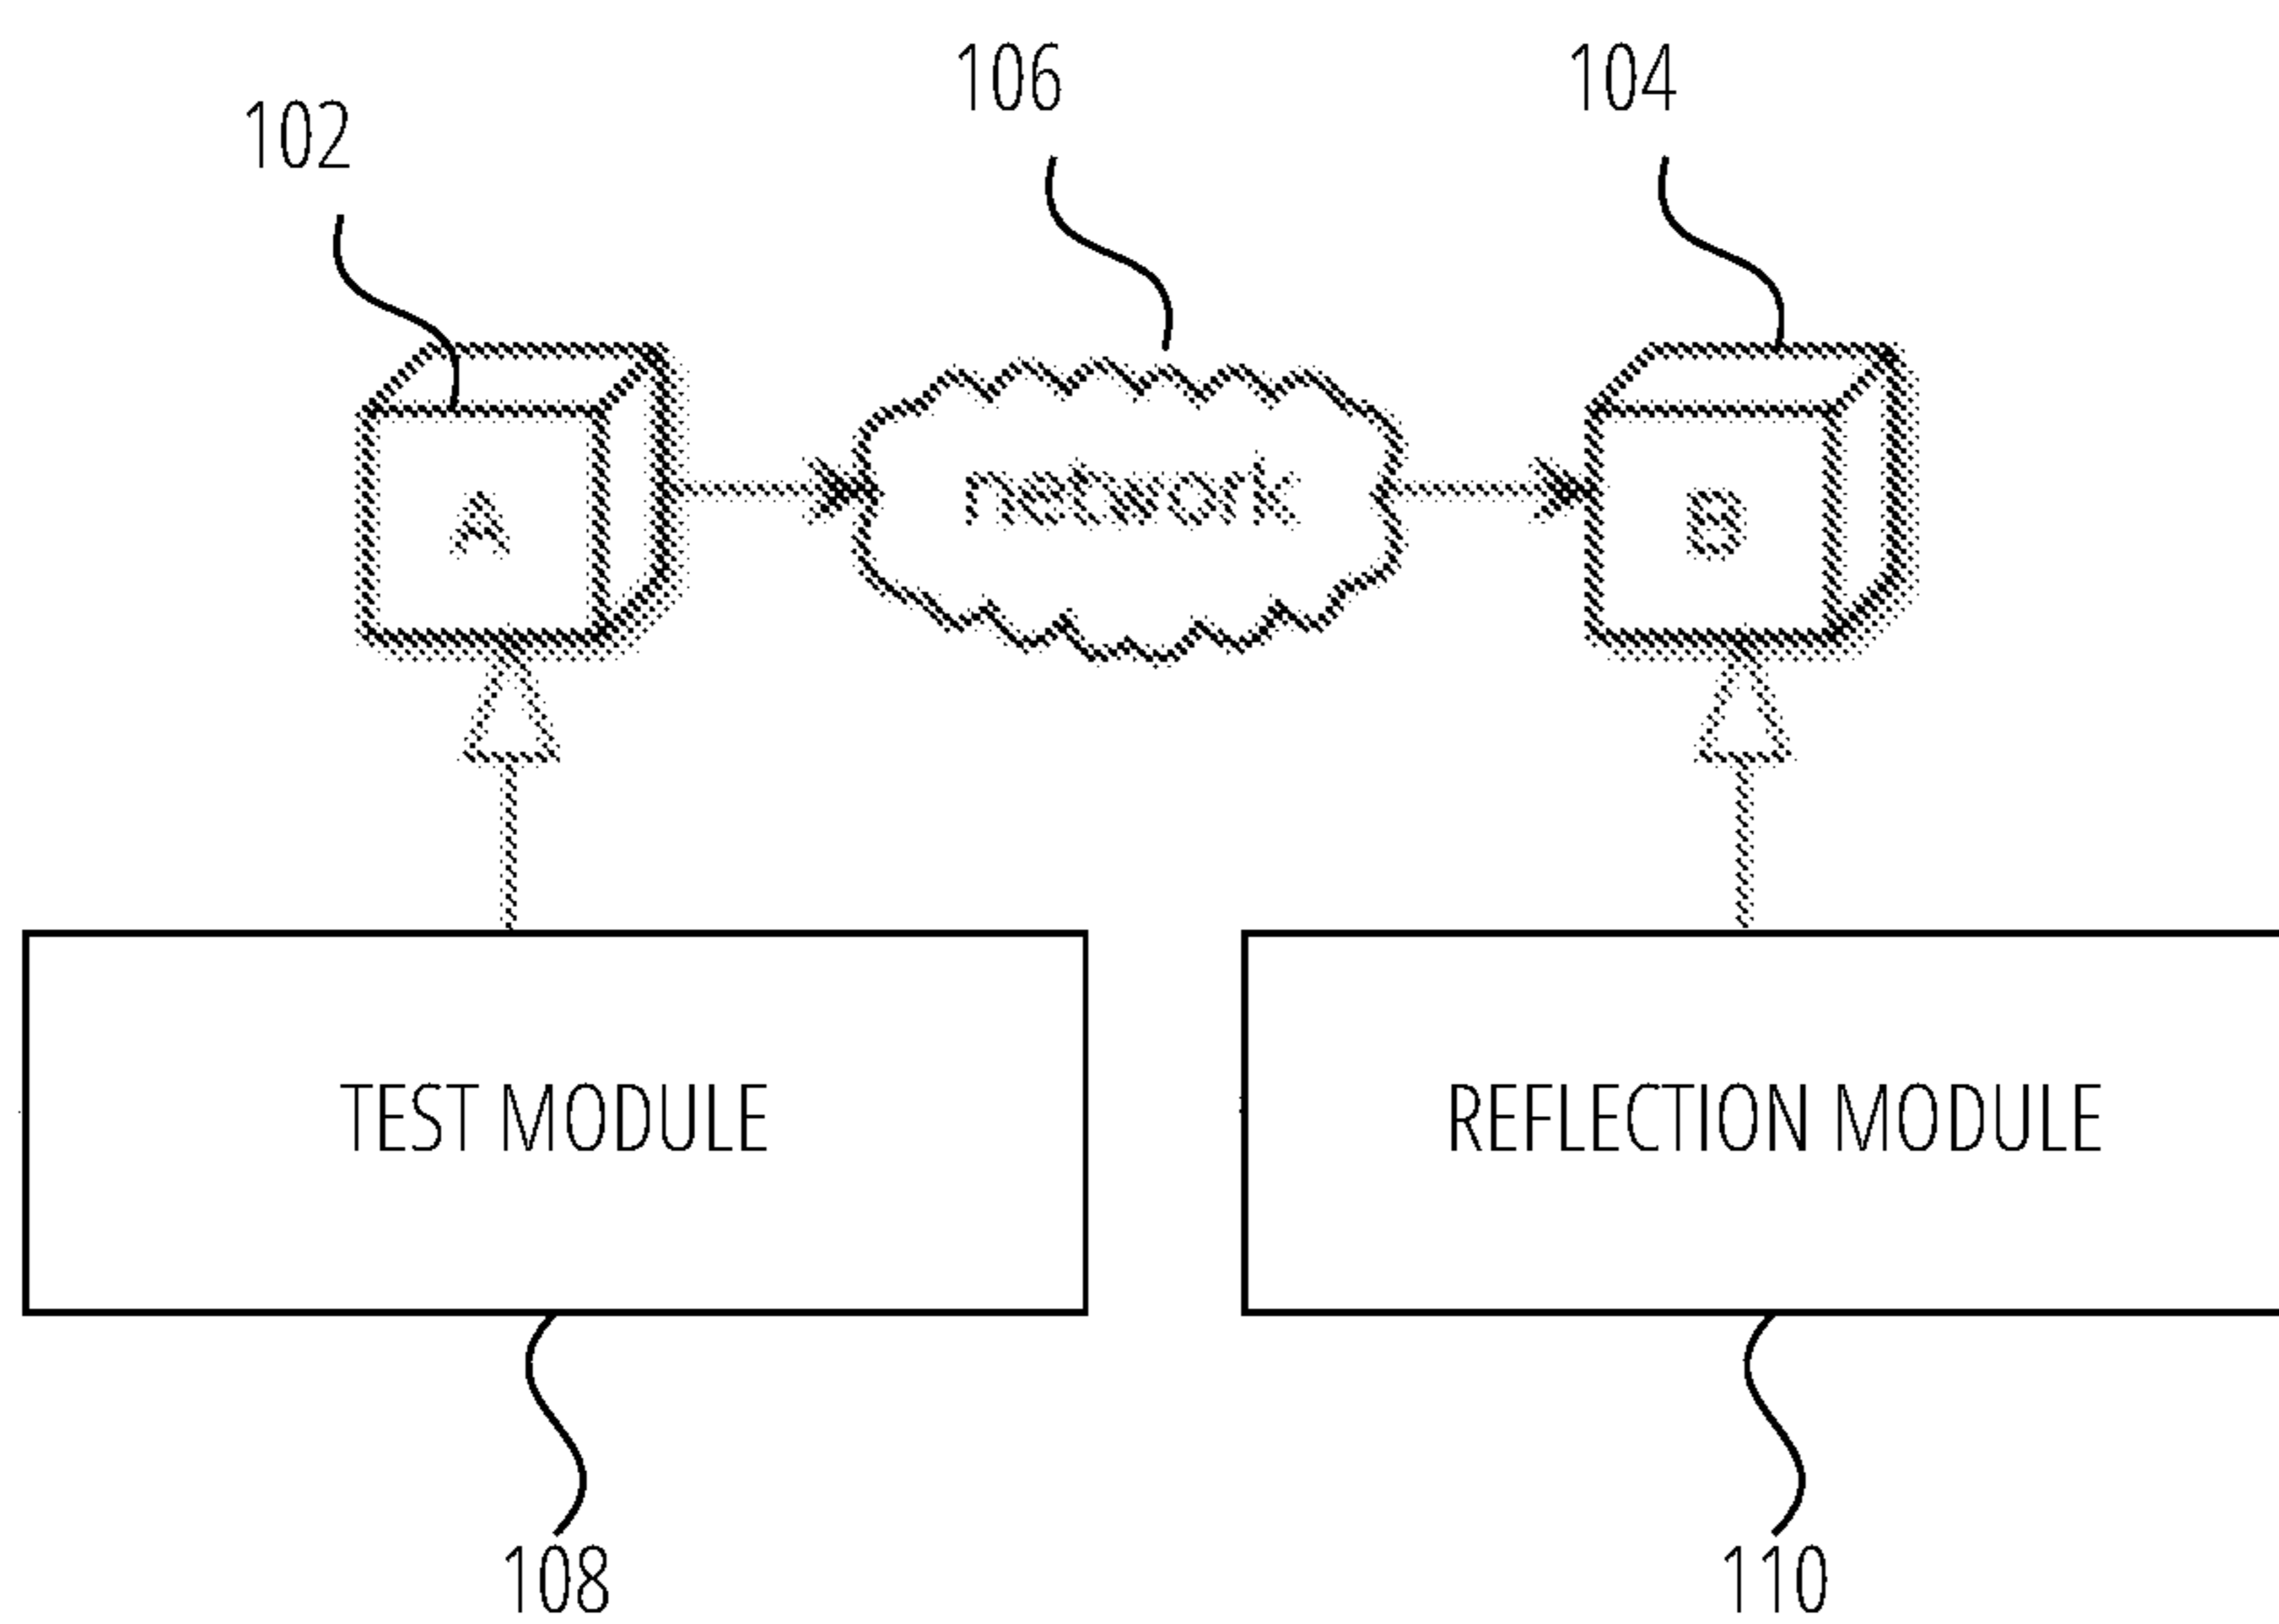 106
104
102
A
network
B
TEST MODULE
REFLECTION MODULE
108
110